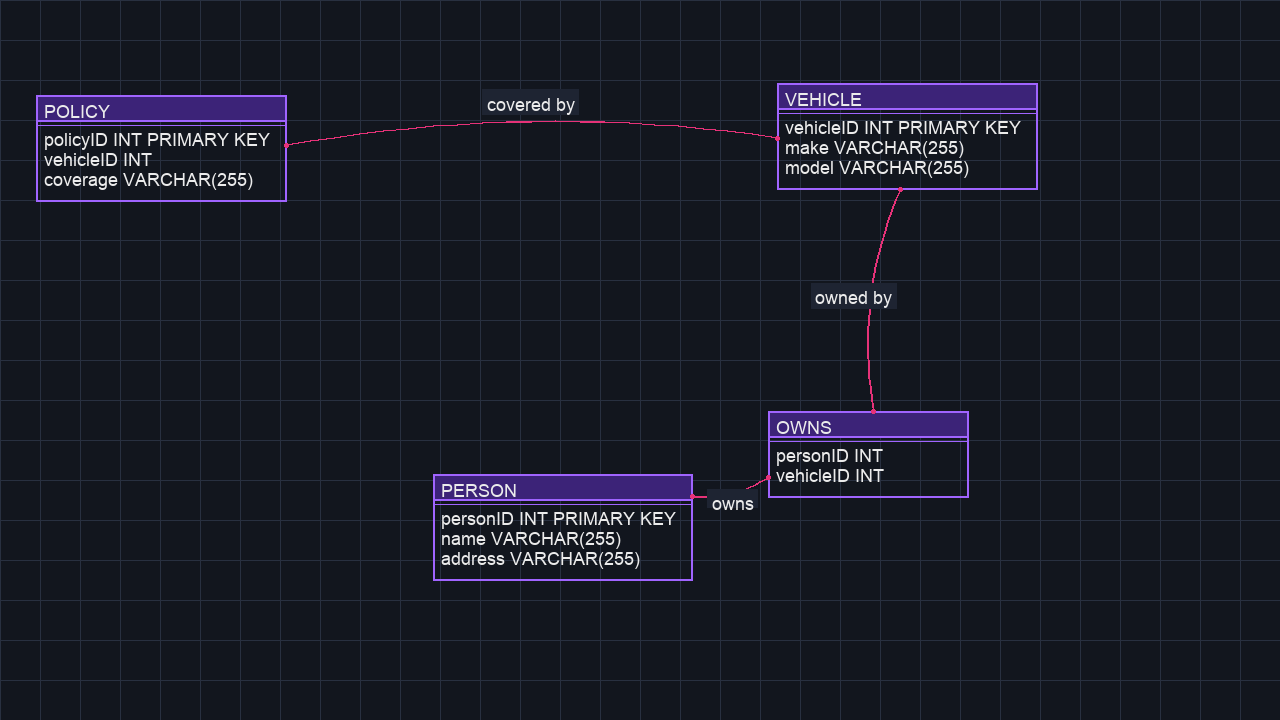 POLICY
policyID INT PRIMARY KEY
vehicleID INT
coverage VARCHAR(255)
covered by
VEHICLE
vehicleID INT PRIMARY KEY
make VARCHAR(255)
model VARCHAR(255)
owned by
OWNS
personID INT
vehicleID INT
owns
PERSON
personID INT PRIMARY KEY
name VARCHAR(255)
address VARCHAR(255)